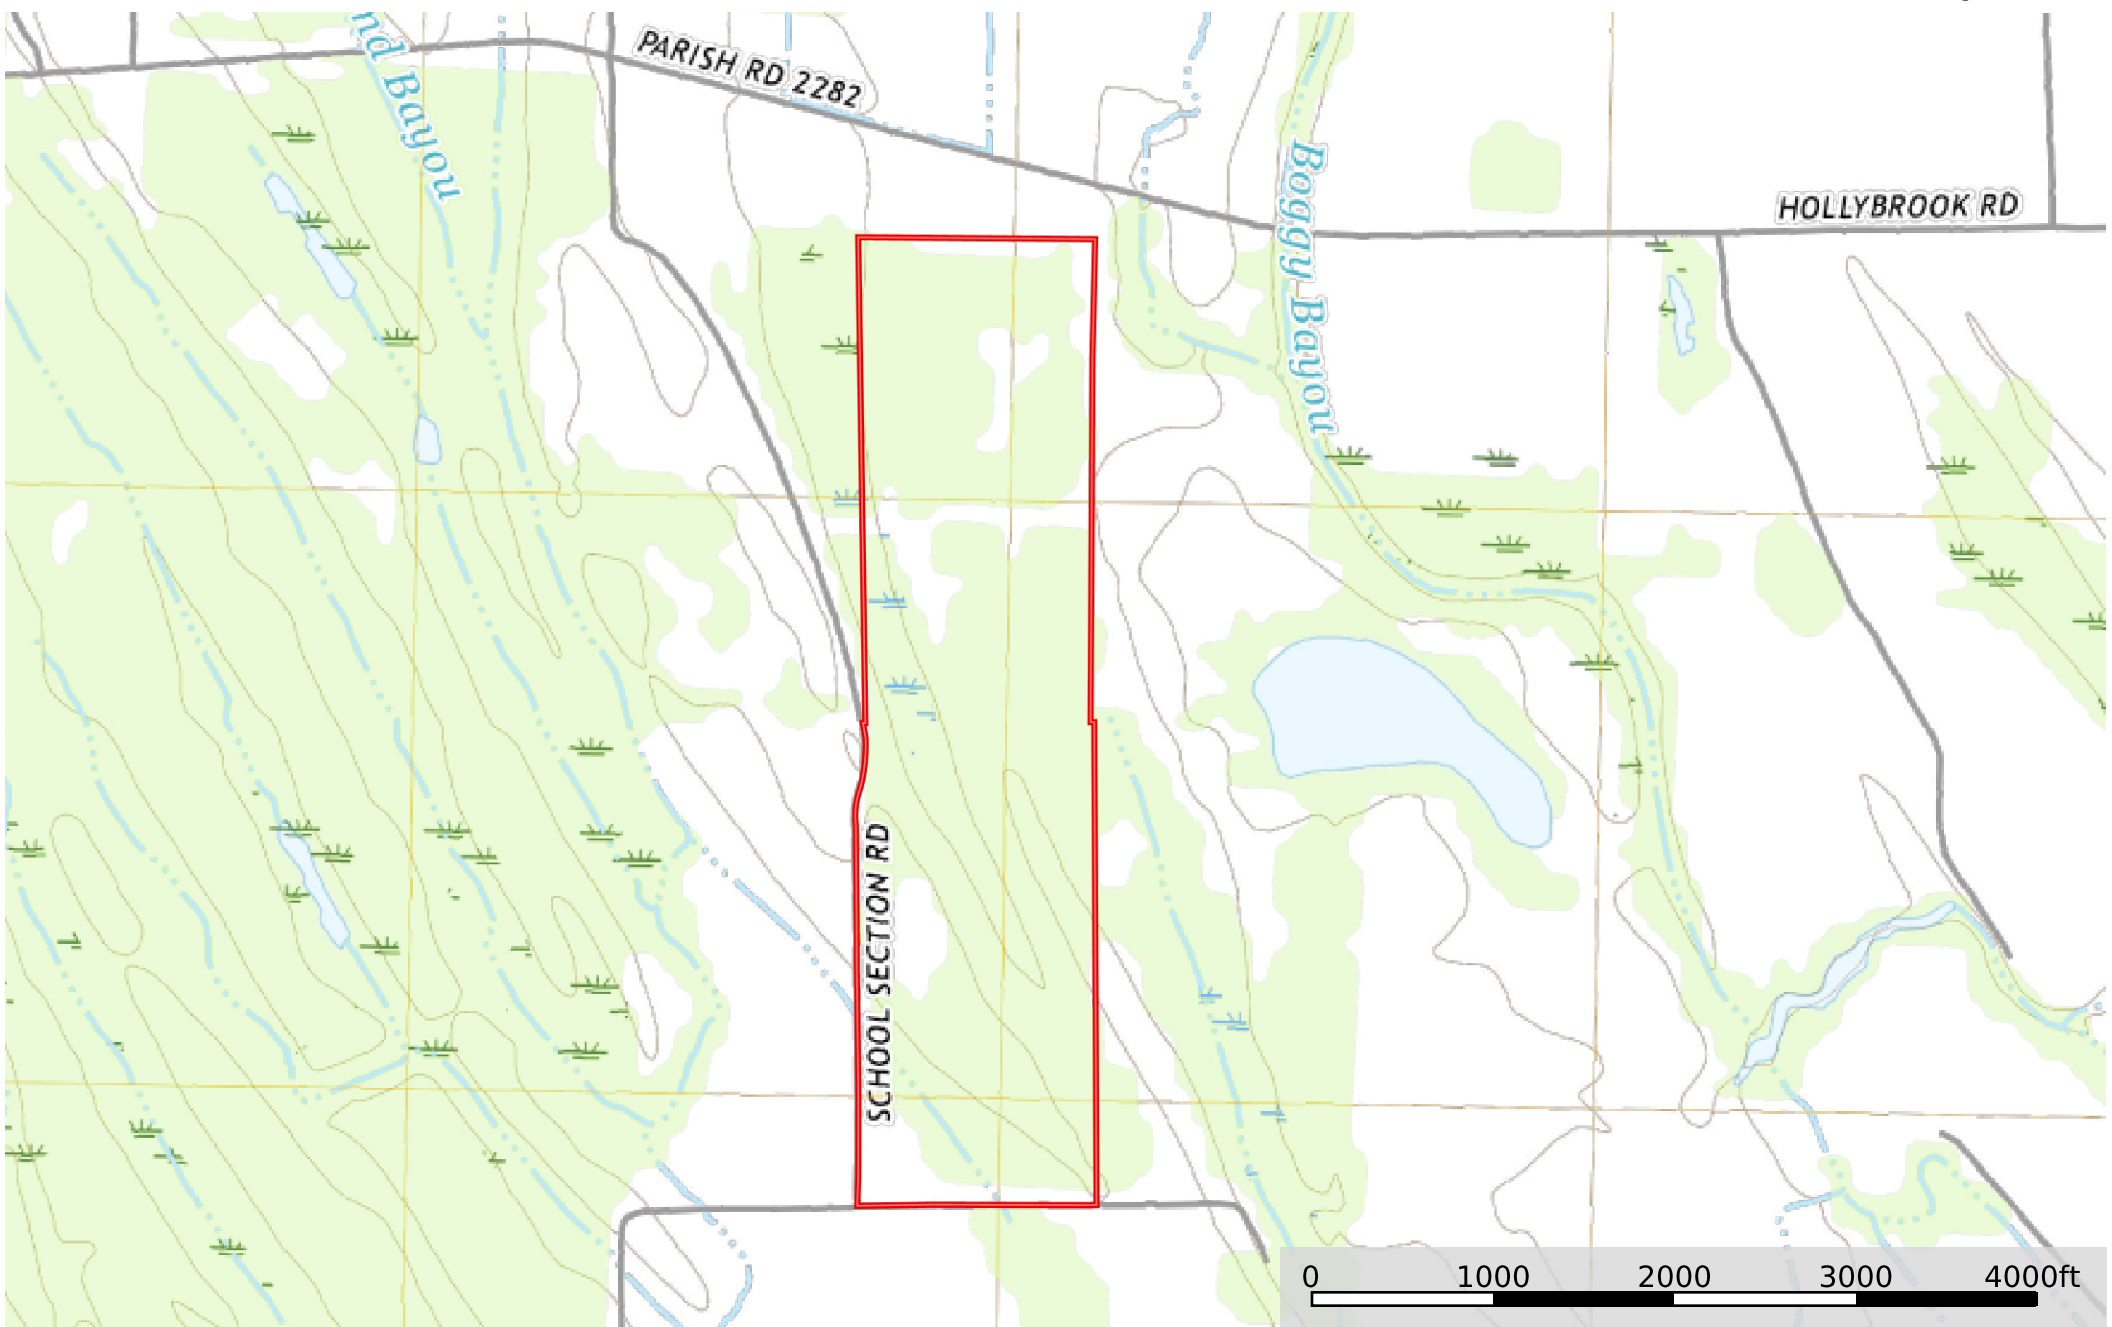 nd Bayou
PARISH RD 2282
Boggy Bayou
HOLLYBROOK RD
SCHOOL SECTION RD
0 1000 2000 3000 4000ft